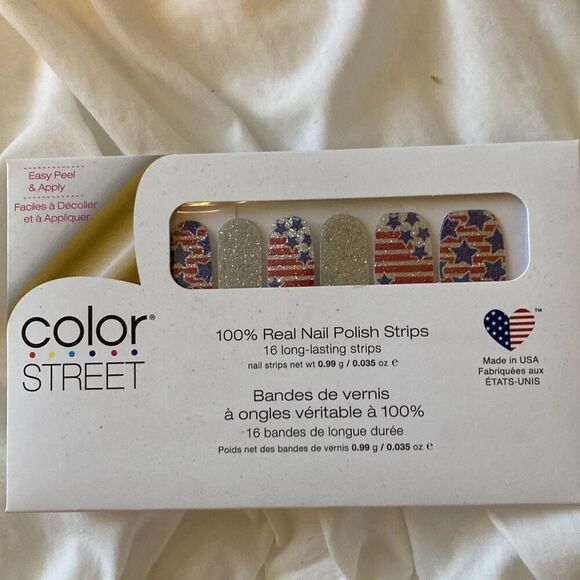 Easy Peel
& Apply
Faciles à Décoller
et à Appliquer
color®
STREET
100% Real Nail Polish Strips
16 long-lasting strips
nail strips net wt 0.99 g / 0.035 oz ℮
Bandes de vernis
à ongles véritable à 100%
16 bandes de longue durée
Poids net des bandes de vernis 0.99 g / 0.035 oz ℮
™
Made in USA
Fabriquées aux
ÉTATS-UNIS